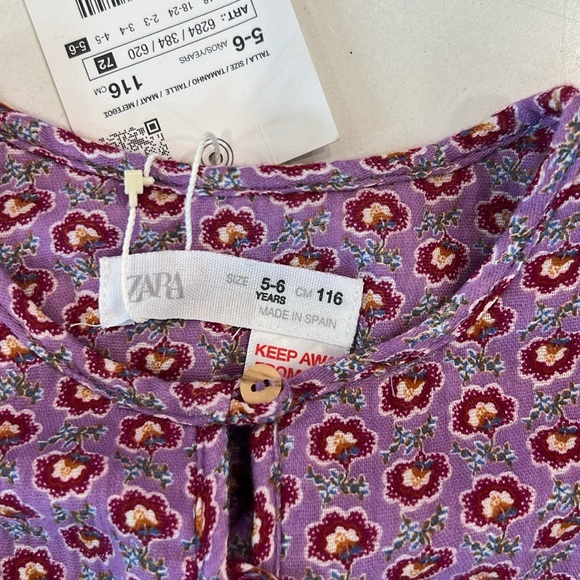 18-24 2-3 3-4 4-5 5-6
ART.: 6284 / 384 / 620 72
5-6 AÑOS/YEARS
116 CM
TALLA / SIZE / TAMANHO / TAILLE / MAAT / ΜΕΓΕΘΟΣ
ZARA
SIZE 5-6 YEARS CM 116
MADE IN SPAIN
KEEP AWA
FROM